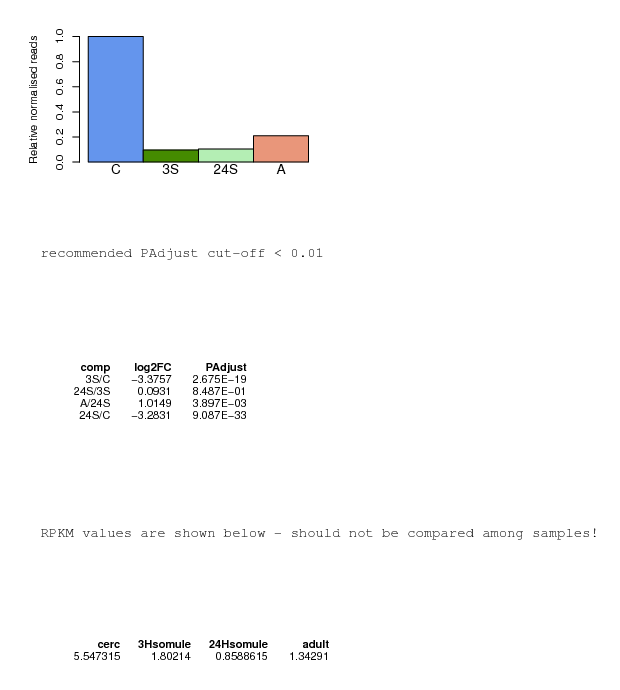 Relative normalised reads
1.0
0.8
0.6
0.4
0.2
0.0
C 3S 24S A
recommended PAdjust cut-off < 0.01
comp log2FC PAdjust
3S/C −3.3757 2.675E−19
24S/3S 0.0931 8.487E−01
A/24S 1.0149 3.897E−03
24S/C −3.2831 9.087E−33
RPKM values are shown below - should not be compared among samples!
cerc 3Hsomule 24Hsomule adult
5.547315 1.80214 0.8588615 1.34291